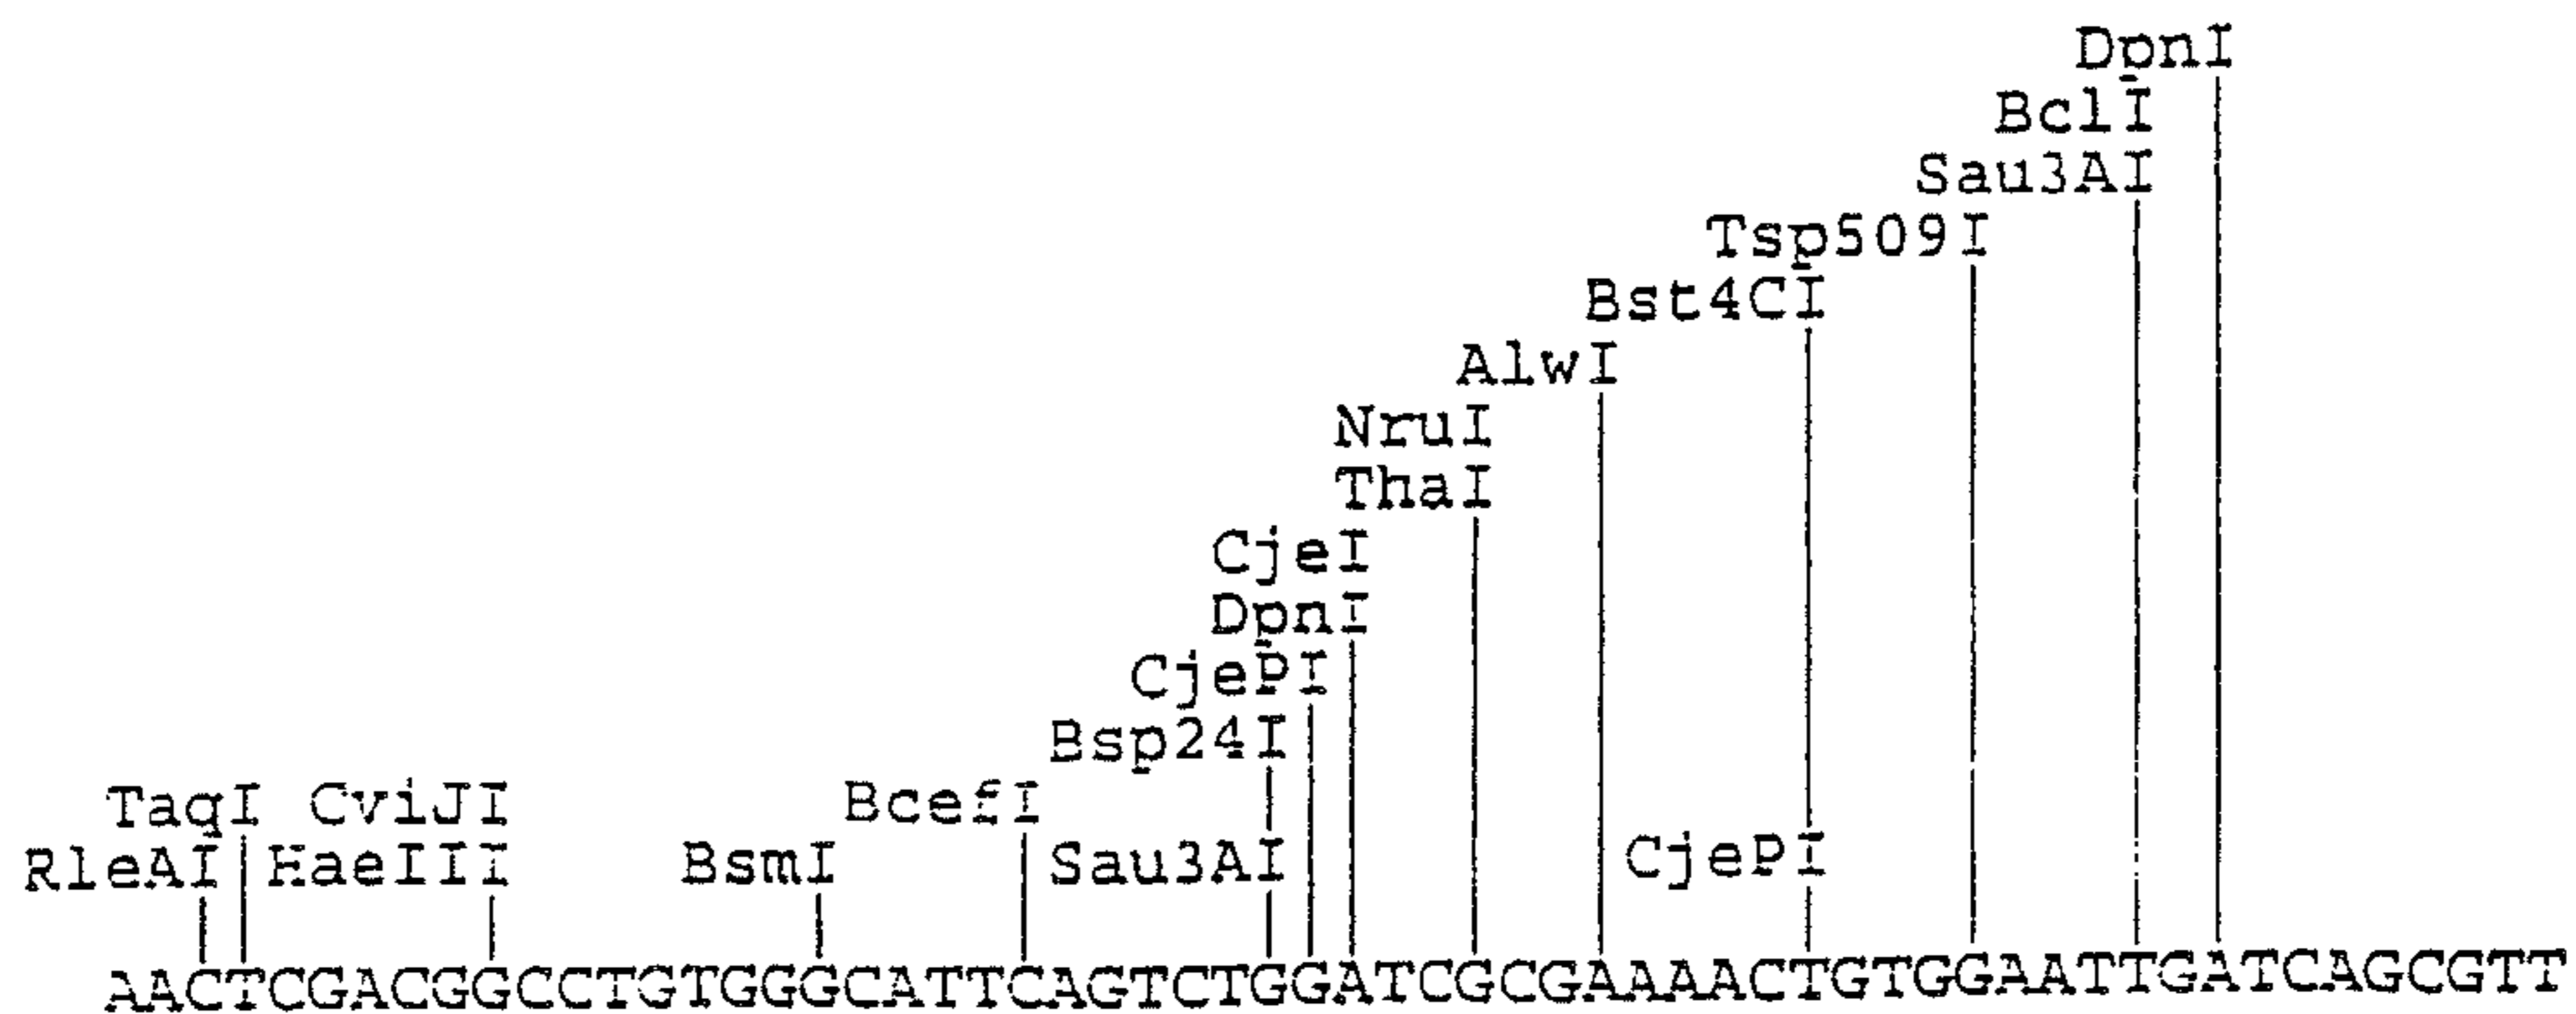 DpnI
BclI
Sau3AI
Tsp509I
Bst4CI
AlwI
NruI
ThaI
CjeI
DpnI
CjePI
Bsp24I
TaqI CviJI BcefI
RleAI HaeIII BsmI Sau3AI CjePI
AACTCGACGGCCTGTGGGCATTCAGTCTGGATCGCGAAAACTGTGGAATTGATCAGCGTT